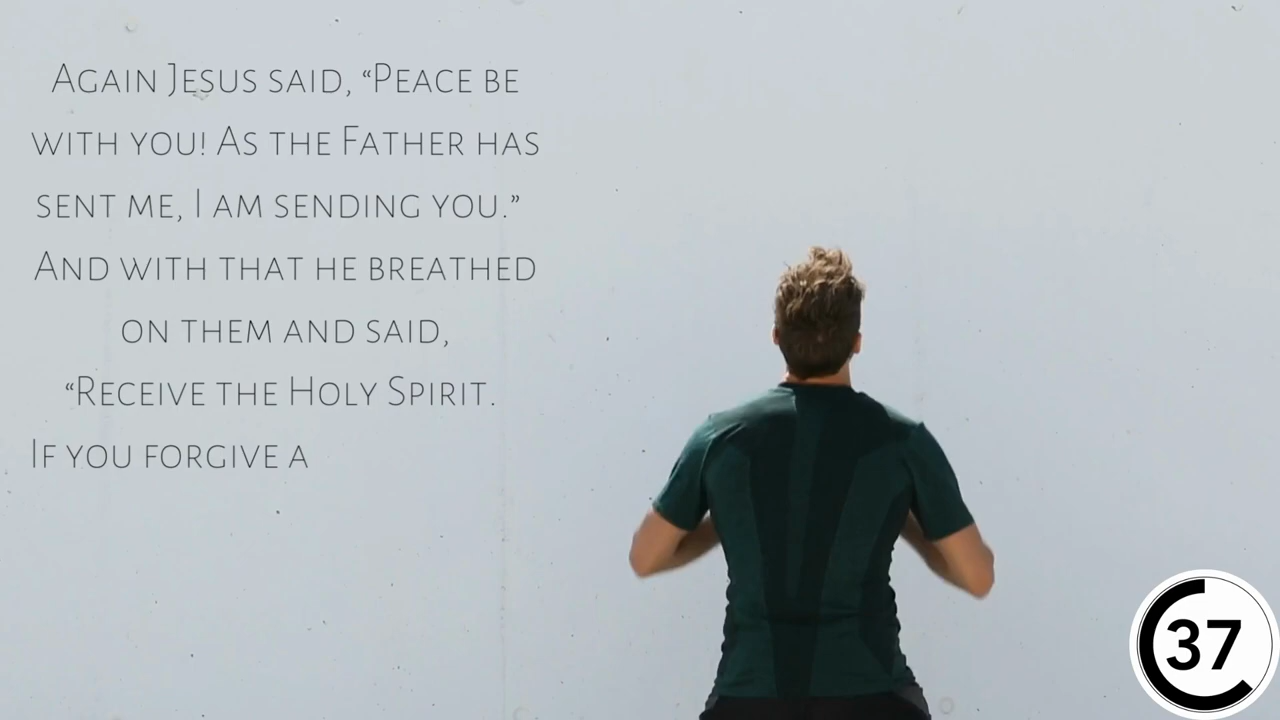 Again Jesus said, “Peace be
with you! As the Father has
sent me, I am sending you.”
And with that he breathed
on them and said,
“Receive the Holy Spirit.
If you forgive a
37